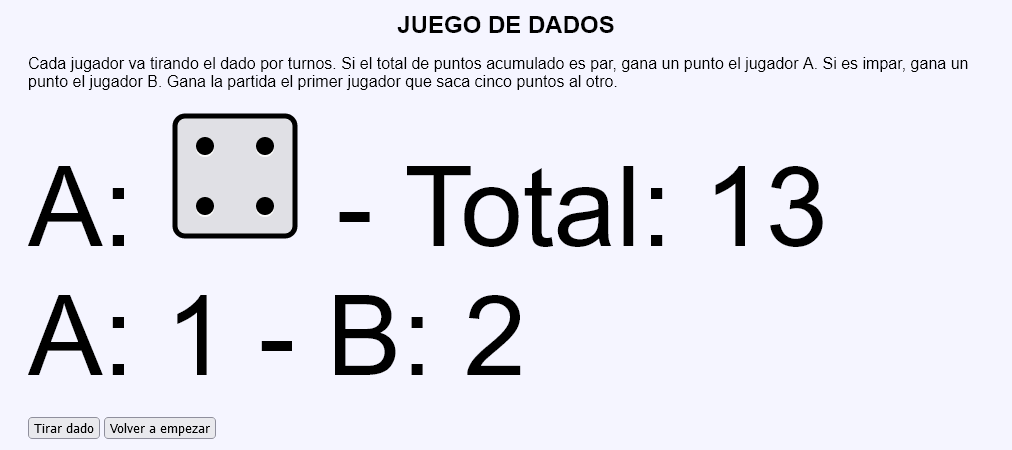 JUEGO DE DADOS
Cada jugador va tirando el dado por turnos. Si el total de puntos acumulado es par, gana un punto el jugador A. Si es impar, gana un
punto el jugador B. Gana la partida el primer jugador que saca cinco puntos al otro.
A: - Total: 13
A: 1 - B: 2
Tirar dado Volver a empezar